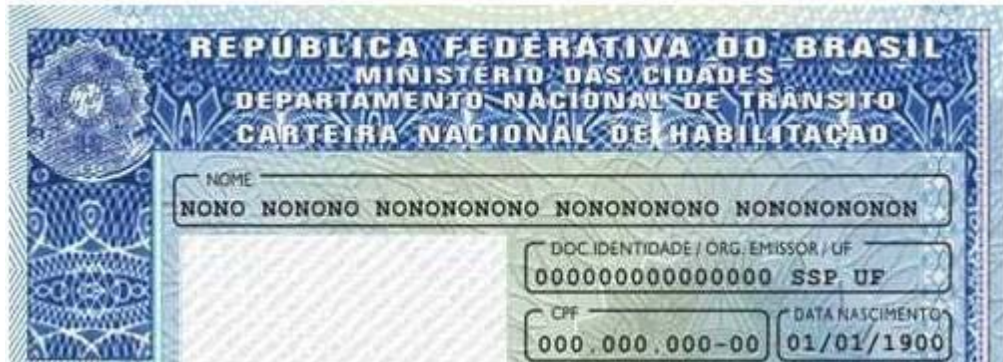 REPÚBLICA FEDERATIVA DO BRASIL
MINISTÉRIO DAS CIDADES
DEPARTAMENTO NACIONAL DE TRÂNSITO
CARTEIRA NACIONAL DE HABILITAÇÃO
NOME
NONO NONONO NONONONONO NONONONONO NONONONONON
DOC. IDENTIDADE / ORG. EMISSOR / UF
000000000000000 SSP UF
CPF DATA NASCIMENTO
000.000.000-00 01/01/1900